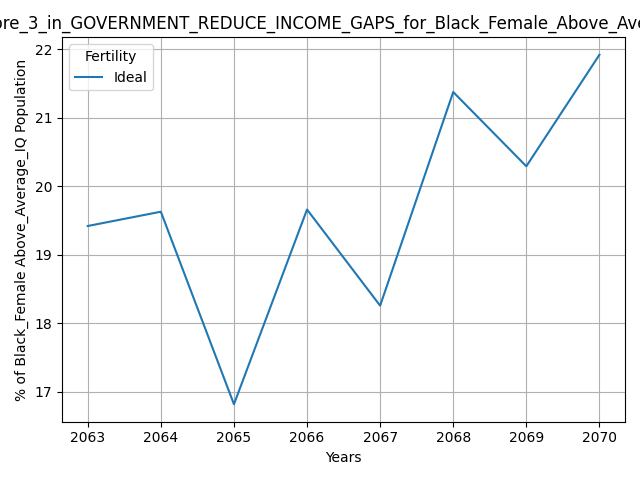 ore_3_in_GOVERNMENT_REDUCE_INCOME_GAPS_for_Black_Female_Above_Ave
% of Black_Female Above_Average_IQ Population
22
21
20
19
18
17
Fertility
Ideal
2063 2064 2065 2066 2067 2068 2069 2070
Years